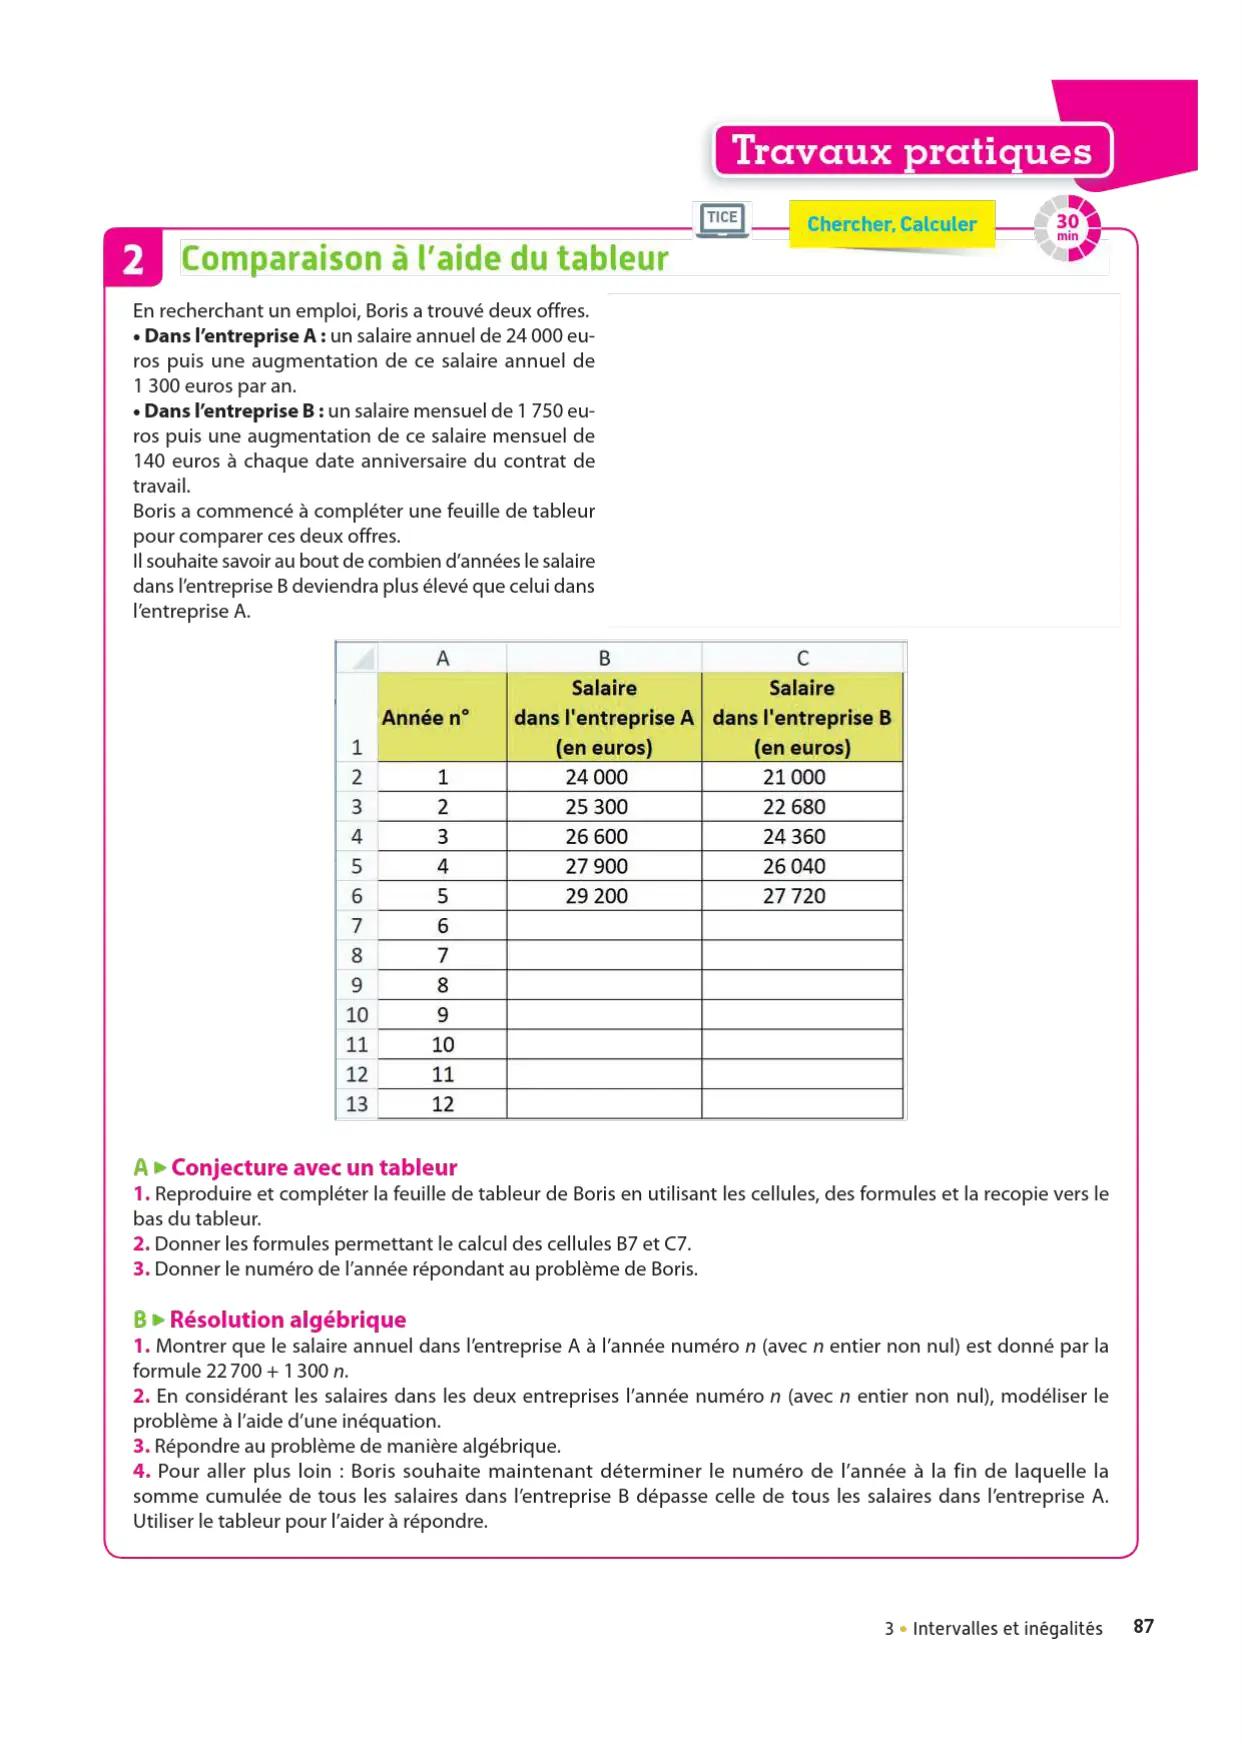 Travaux pratiques
TICE
Chercher, Calculer
30
min
2 Comparaison à l'aide du tableur
En recherchant un emploi, Boris a trouvé deux offres.
• Dans l'entreprise A : un salaire annuel de 24 000 eu-
ros puis une augmentation de ce salaire annuel de
1 300 euros par an.
• Dans l'entreprise B : un salaire mensuel de 1 750 eu-
ros puis une augmentation de ce salaire mensuel de
140 euros à chaque date anniversaire du contrat de
travail.
Boris a commencé à compléter une feuille de tableur
pour comparer ces deux offres.
Il souhaite savoir au bout de combien d'années le salaire
dans l'entreprise B deviendra plus élevé que celui dans
l'entreprise A.
A B C
Salaire Salaire
Année n° dans l'entreprise A dans l'entreprise B
1 (en euros) (en euros)
2 1 24 000 21 000
3 2 25 300 22 680
4 3 26 600 24 360
5 4 27 900 26 040
6 5 29 200 27 720
7 6
8 7
9 8
10 9
11 10
12 11
13 12
A ▶ Conjecture avec un tableur
1. Reproduire et compléter la feuille de tableur de Boris en utilisant les cellules, des formules et la recopie vers le
bas du tableur.
2. Donner les formules permettant le calcul des cellules B7 et C7.
3. Donner le numéro de l'année répondant au problème de Boris.
B ▶ Résolution algébrique
1. Montrer que le salaire annuel dans l'entreprise A à l'année numéro n (avec n entier non nul) est donné par la
formule 22 700 + 1 300 n.
2. En considérant les salaires dans les deux entreprises l'année numéro n (avec n entier non nul), modéliser le
problème à l'aide d'une inéquation.
3. Répondre au problème de manière algébrique.
4. Pour aller plus loin : Boris souhaite maintenant déterminer le numéro de l'année à la fin de laquelle la
somme cumulée de tous les salaires dans l'entreprise B dépasse celle de tous les salaires dans l'entreprise A.
Utiliser le tableur pour l'aider à répondre.
3 • Intervalles et inégalités 87